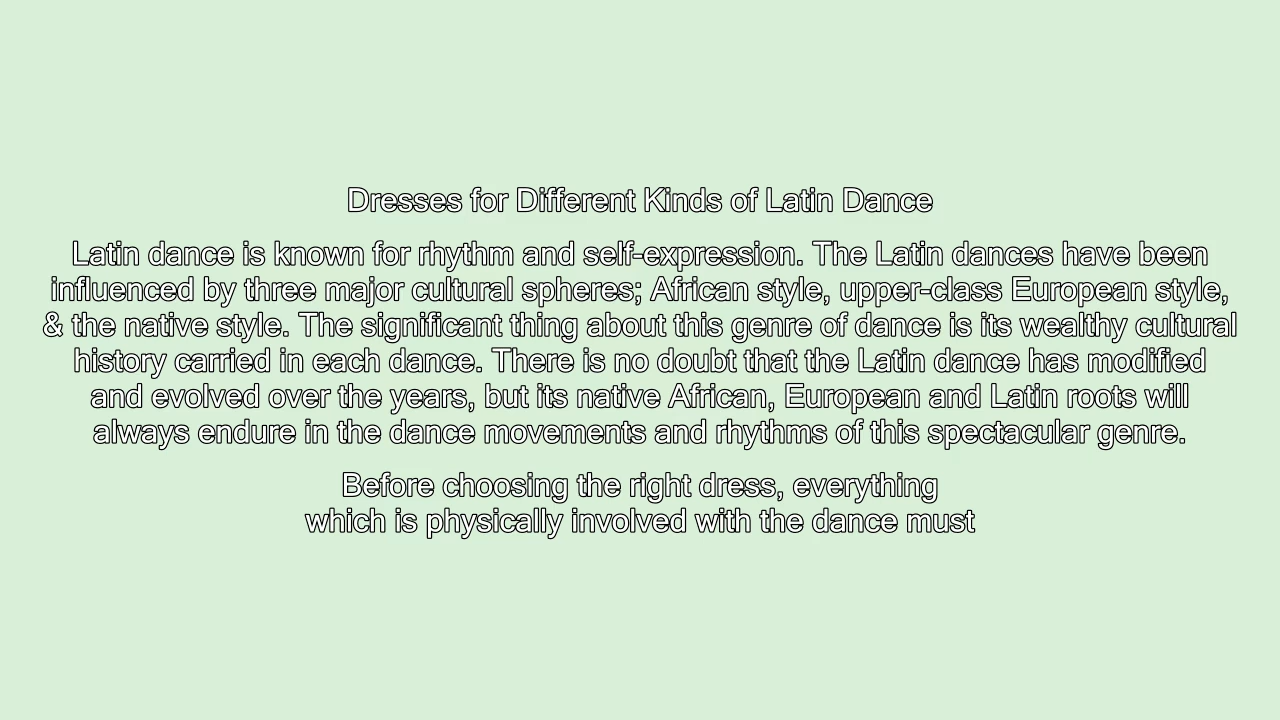 Dresses for Different Kinds of Latin Dance
Latin dance is known for rhythm and self-expression. The Latin dances have been
influenced by three major cultural spheres; African style, upper-class European style,
& the native style. The significant thing about this genre of dance is its wealthy cultural
history carried in each dance. There is no doubt that the Latin dance has modified
and evolved over the years, but its native African, European and Latin roots will
always endure in the dance movements and rhythms of this spectacular genre.
Before choosing the right dress, everything
which is physically involved with the dance must